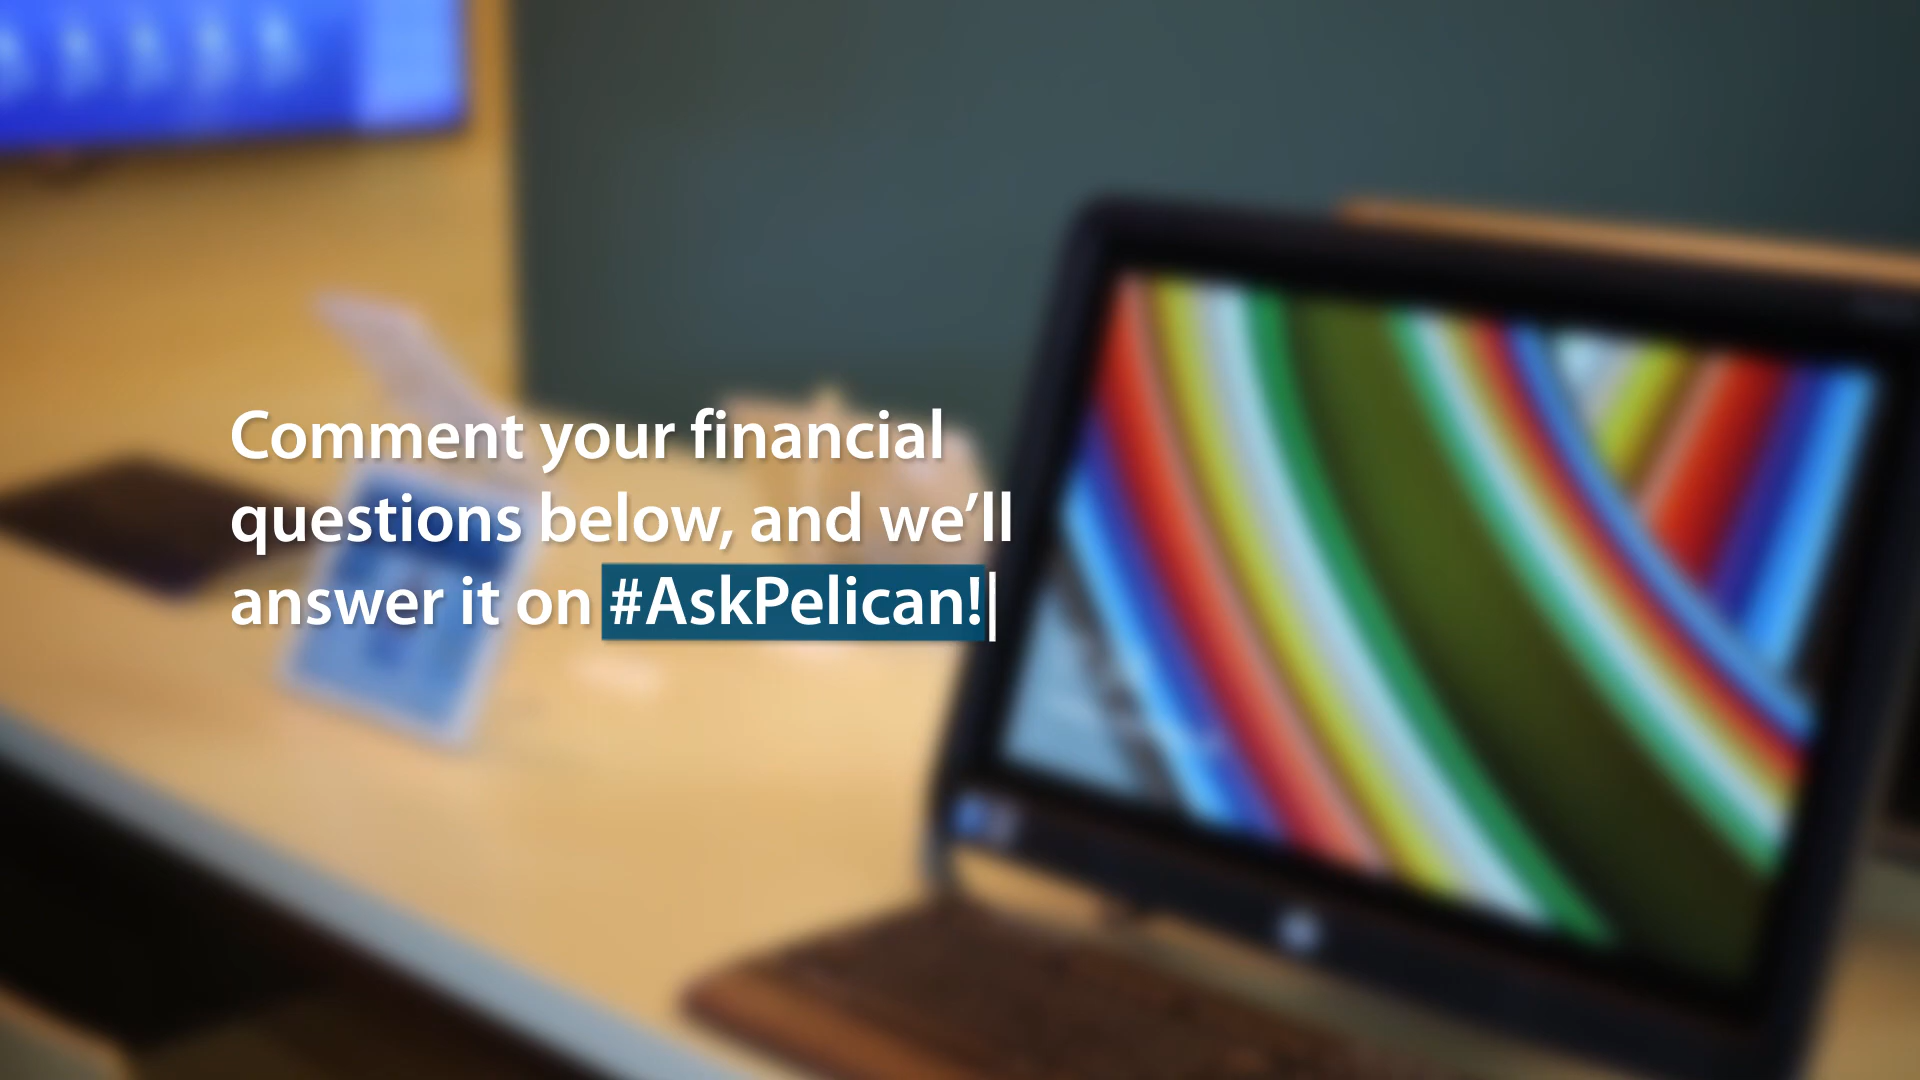 Comment your financial
questions below, and we’ll
answer it on #AskPelican!